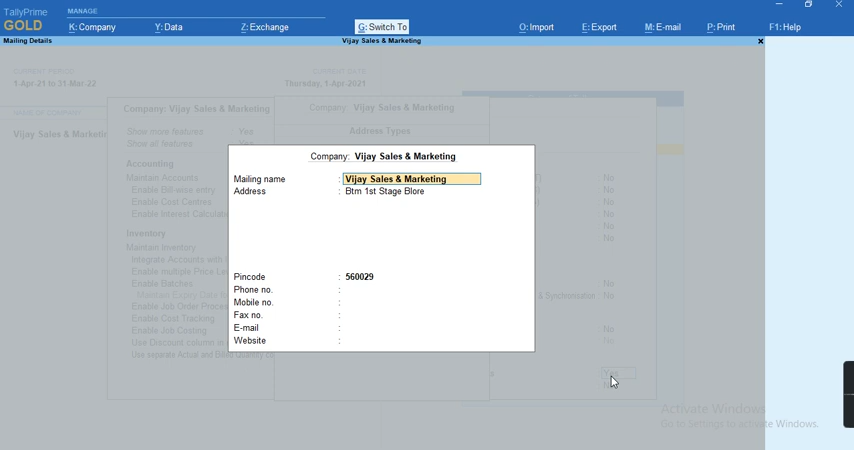 TallyPrime
GOLD
MANAGE
K: Company
Y: Data
Z: Exchange
G: Switch To
O: Import
E: Export
M: E-mail
P: Print
F1: Help
Mailing Details
Vijay Sales & Marketing
CURRENT PERIOD
1-Apr-21 to 31-Mar-22
CURRENT DATE
Thursday, 1-Apr-2021
NAME OF COMPANY
Vijay Sales & Marketing
Company: Vijay Sales & Marketing
Show more features : Yes
Show all features : Yes
Accounting
Maintain Accounts
Enable Bill-wise entry
Enable Cost Centres
Enable Interest Calculation
Inventory
Maintain Inventory
Integrate Accounts with
Enable multiple Price Le
Enable Batches
Maintain Expiry Date
Enable Job Order Proce
Enable Cost Tracking
Enable Job Costing
Use Discount column in
Use separate Actual and Billed Quantity co
Company: Vijay Sales & Marketing
Address Types
Company: Vijay Sales & Marketing
Mailing name : Vijay Sales & Marketing
Address : Btm 1st Stage Blore
Pincode : 560029
Phone no. :
Mobile no. :
Fax no. :
E-mail :
Website :
No
No
No
No
No
No
No
& Synchronisation No
No
No
Yes
Activate Windows
Go to Settings to activate Windows.